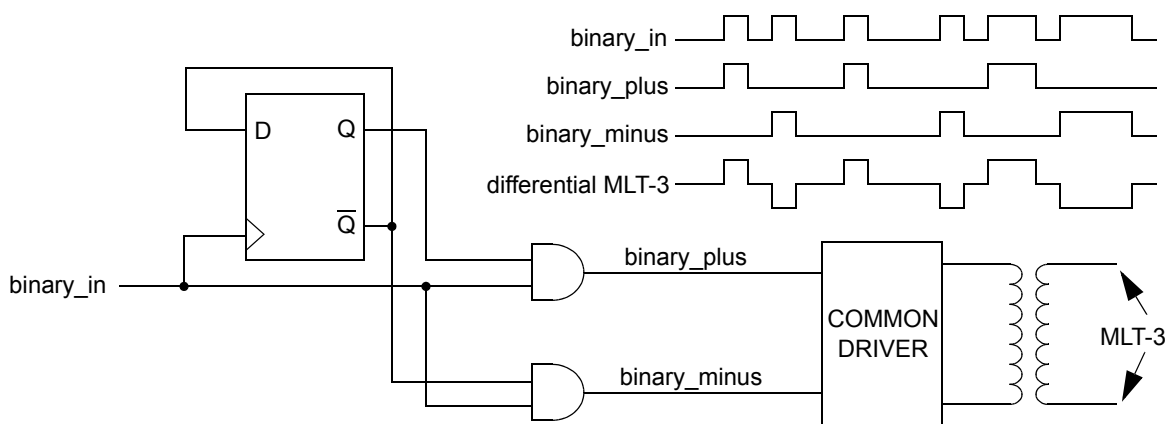 binary_in
binary_plus
binary_minus
differential MLT-3
D Q
Q̅
binary_in
binary_plus
binary_minus
COMMON
DRIVER
MLT-3